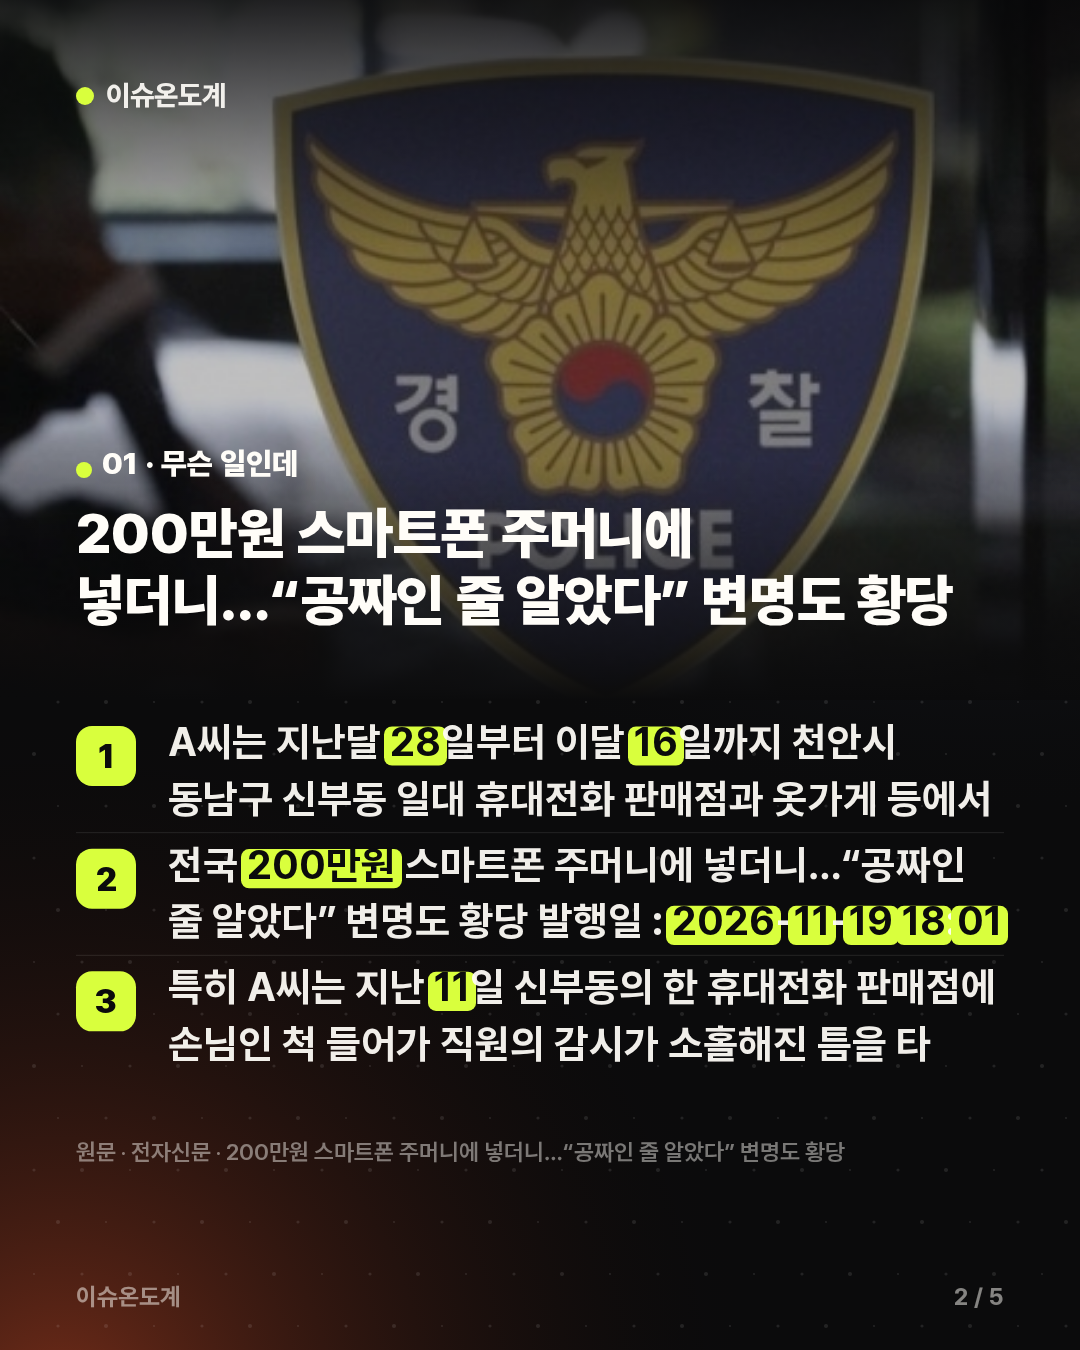 이슈온도계
경 찰
POLICE
01 · 무슨 일인데
200만원 스마트폰 주머니에
넣더니…“공짜인 줄 알았다” 변명도 황당
1
A씨는 지난달 28일부터 이달 16일까지 천안시
동남구 신부동 일대 휴대전화 판매점과 옷가게 등에서
2
전국 200만원 스마트폰 주머니에 넣더니…“공짜인
줄 알았다” 변명도 황당 발행일 : 2026-11-19 18:01
3
특히 A씨는 지난 11일 신부동의 한 휴대전화 판매점에
손님인 척 들어가 직원의 감시가 소홀해진 틈을 타
원문 · 전자신문 · 200만원 스마트폰 주머니에 넣더니…“공짜인 줄 알았다” 변명도 황당
이슈온도계
2 / 5